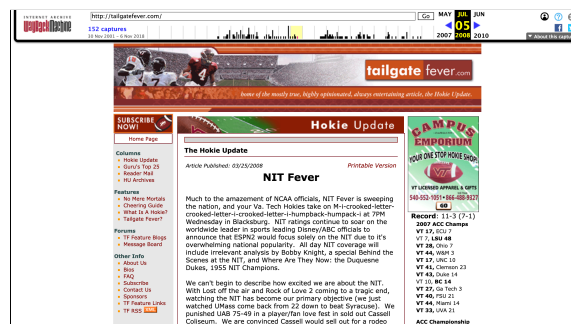 INTERNET ARCHIVE
WayBackMachine
http://tailgatefever.com/
Go
MAY JUL JUN
152 captures
05
30 Nov 2001 - 6 Nov 2018
2007 2008 2010
About this captu
tailgate fever.com
home of the mostly true, highly opinionated, always entertaining article, the Hokie Update.
SUBSCRIBE NOW!
Home Page
Columns
Hokie Update
Guru's Top 25
Reader Mail
HU Archives
Features
No Mere Mortals
Cheering Guide
What Is A Hokie?
Tailgate Fever?
Forums
TF Feature Blogs
Message Board
Other Info
About Us
Bios
FAQ
Subscribe
Contact Us
Sponsors
TF Feature Links
TF RSS
Hokie Update
The Hokie Update
Article Published: 03/25/2008
Printable Version
NIT Fever
Much to the amazement of NCAA officials, NIT Fever is sweeping
the nation, and your Va. Tech Hokies take on M-i-crooked-letter-
crooked-letter-i-crooked-letter-i-humpback-humpack-i at 7PM
Wednesday in Blacksburg. NIT ratings continue to soar on the
worldwide leader in sports leading Disney/ABC officials to
announce that ESPN2 would focus solely on the NIT due to it's
overwhelming national popularity. All day NIT coverage will
include irrelevant analysis by Bobby Knight, a special Behind the
Scenes at the NIT, and Where Are They Now: the Duquesne
Dukes, 1955 NIT Champions.
We can't begin to describe how excited we are about the NIT.
With Lost off the air and Rock of Love 2 coming to a tragic end,
watching the NIT has become our primary objective (we just
watched UMass come back from 22 down to beat Syracuse). We
punished UAB 75-49 in a player/fan love fest in sold out Cassell
Coliseum. We are convinced Cassell would sell out for a rodeo
CAMPUS
EMPORIUM
YOUR ONE STOP HOKIE SHOP!
VT LICENSED APPAREL & GIFTS
540-552-1051 • 866-488-9327
GO
Record: 11-3 (7-1)
2007 ACC Champs
VT 17, ECU 7
VT 7, LSU 48
VT 28, Ohio 7
VT 44, W&M 3
VT 17, UNC 10
VT 41, Clemson 23
VT 43, Duke 14
VT 10, BC 14
VT 27, Ga Tech 3
VT 40, FSU 21
VT 44, Miami 14
VT 33, UVA 21
ACC Championship